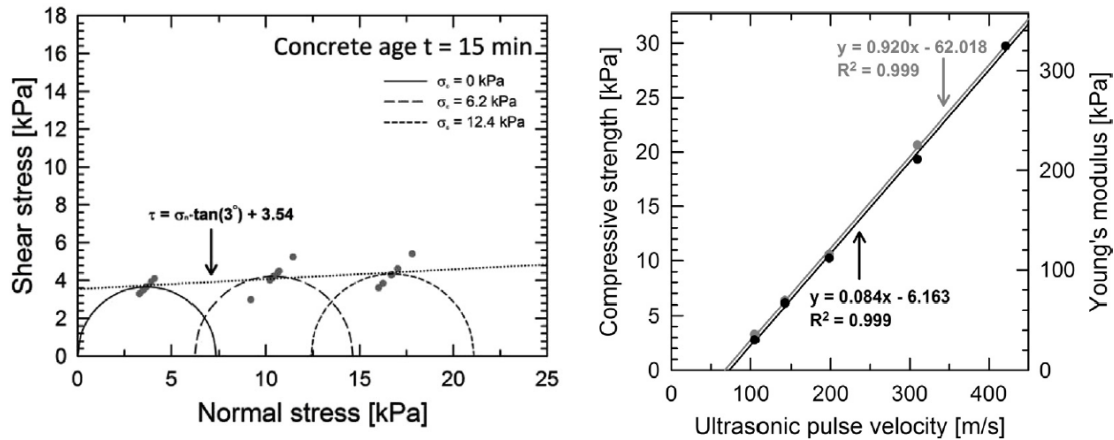 Concrete age t = 15 min
σc = 0 kPa
σc = 6.2 kPa
σc = 12.4 kPa
τ = σn·tan(3°) + 3.54
Shear stress [kPa]
18
16
14
12
10
8
6
4
2
0
0
5
10
15
20
25
Normal stress [kPa]
y = 0.920x - 62.018
R² = 0.999
y = 0.084x - 6.163
R² = 0.999
Compressive strength [kPa]
30
25
20
15
10
5
0
Young's modulus [kPa]
300
200
100
0
0
100
200
300
400
Ultrasonic pulse velocity [m/s]